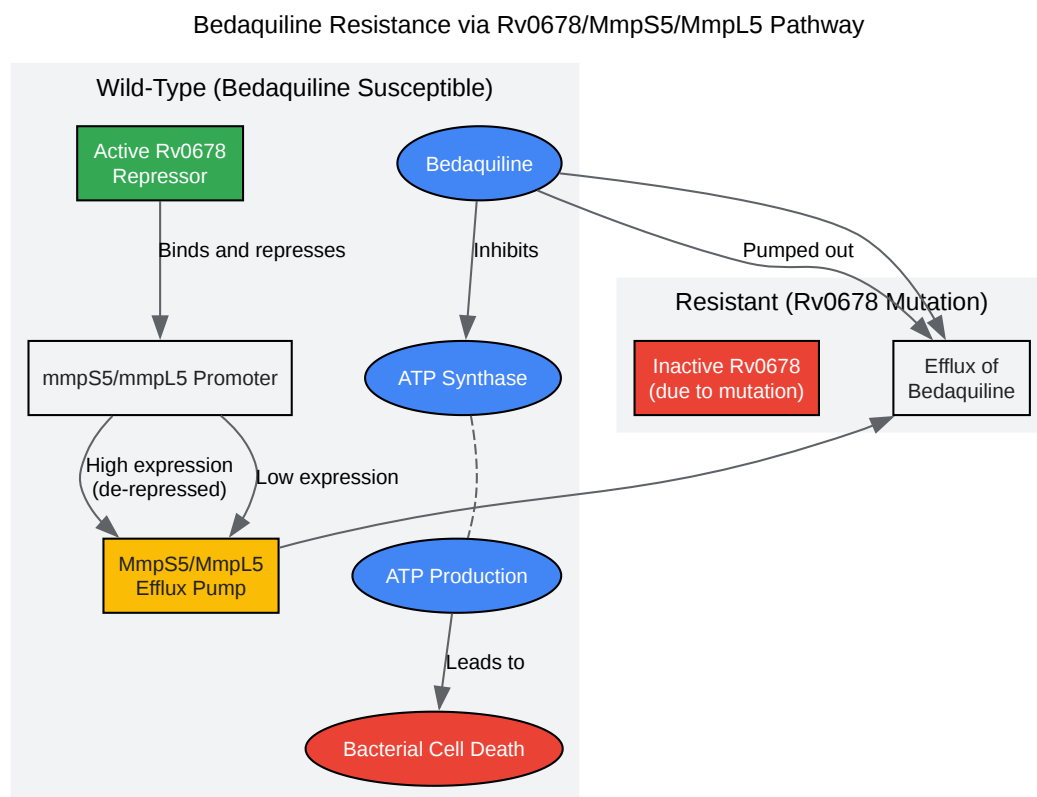 Bedaquiline Resistance via Rv0678/MmpS5/MmpL5 Pathway
Wild-Type (Bedaquiline Susceptible)
Active Rv0678
Repressor
Bedaquiline
Binds and represses
Inhibits
Pumped out
Resistant (Rv0678 Mutation)
mmpS5/mmpL5 Promoter
ATP Synthase
Inactive Rv0678
(due to mutation)
Efflux of
Bedaquiline
High expression
(de-repressed)
Low expression
MmpS5/MmpL5
Efflux Pump
ATP Production
Leads to
Bacterial Cell Death